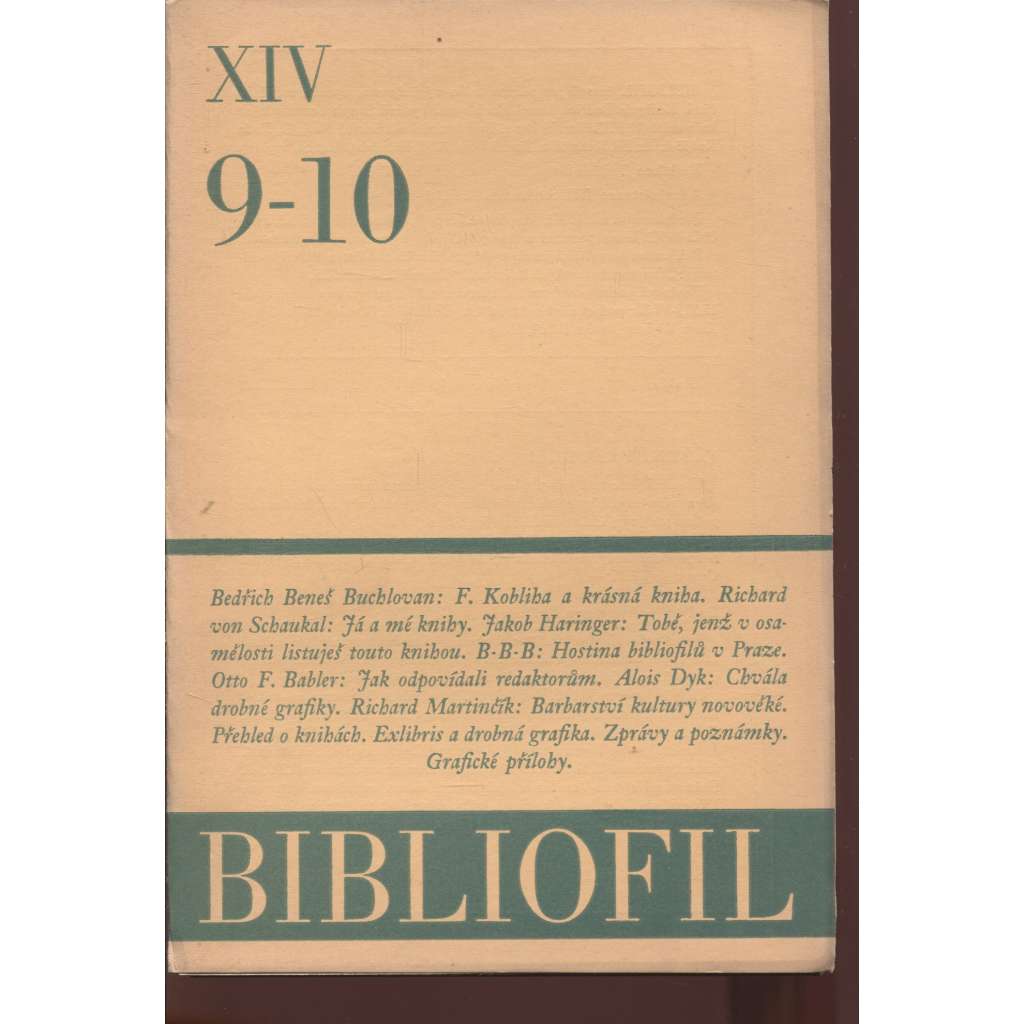 XIV
9-10
Bedřich Beneš Buchlovan: F. Kobliha a krásná kniha. Richard
von Schaukal: Já a mé knihy. Jakob Haringer: Tobě, jenž v osa-
mělosti listuješ touto knihou. B-B-B: Hostina bibliofilů v Praze.
Otto F. Babler: Jak odpovídali redaktorům. Alois Dyk: Chvála
drobné grafiky. Richard Martinčík: Barbarství kultury novověké.
Přehled o knihách. Exlibris a drobná grafika. Zprávy a poznámky.
Grafické přílohy.
BIBLIOFIL